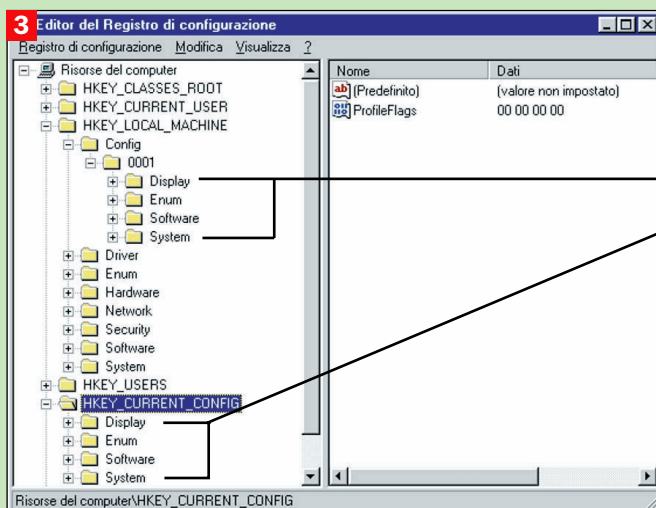 3
Editor del Registro di configurazione
Registro di configurazione Modifica Visualizza ?
Risorse del computer
HKEY_CLASSES_ROOT
HKEY_CURRENT_USER
HKEY_LOCAL_MACHINE
Config
0001
Display
Enum
Software
System
Driver
Enum
Hardware
Network
Security
Software
System
HKEY_USERS
HKEY_CURRENT_CONFIG
Display
Enum
Software
System
Nome Dati
(Predefinito) (valore non impostato)
ProfileFlags 00 00 00 00
Risorse del computer\HKEY_CURRENT_CONFIG